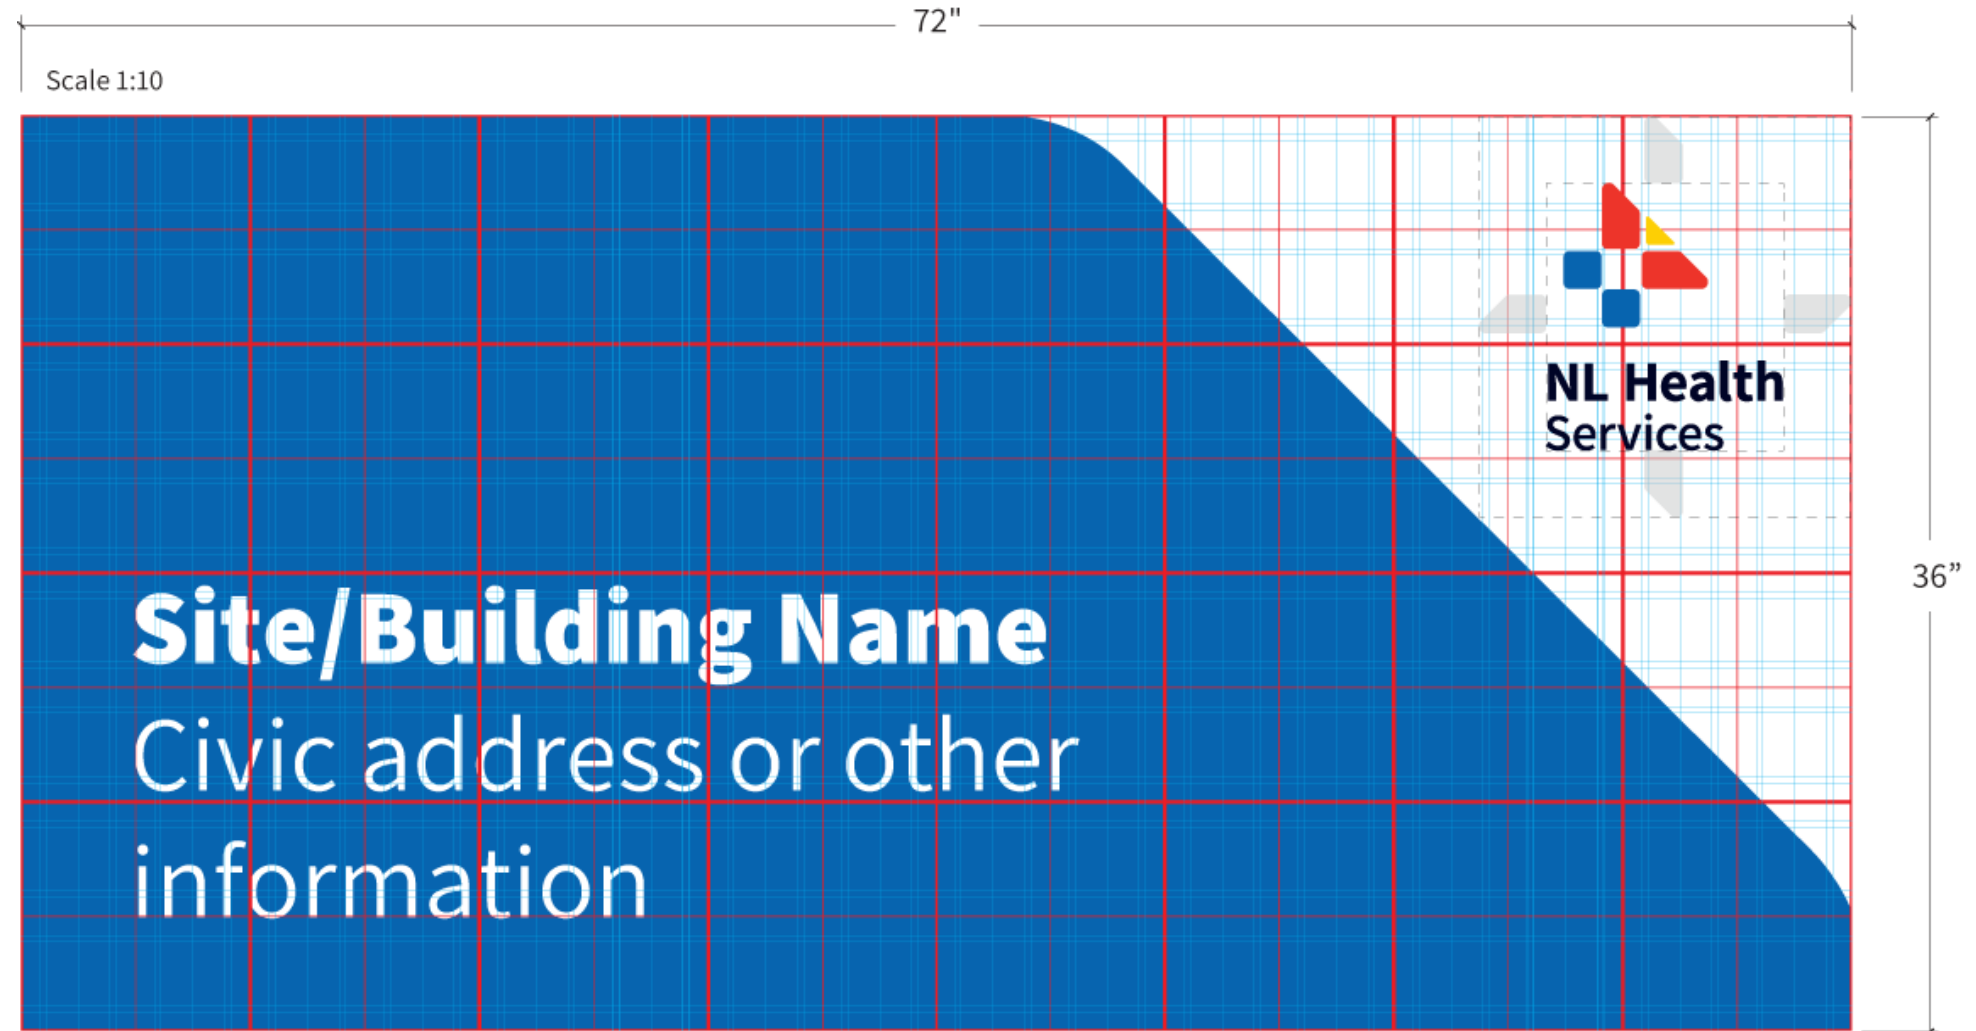 72"
Scale 1:10
NL Health
Services
36”
Site/Building Name
Civic address or other
information